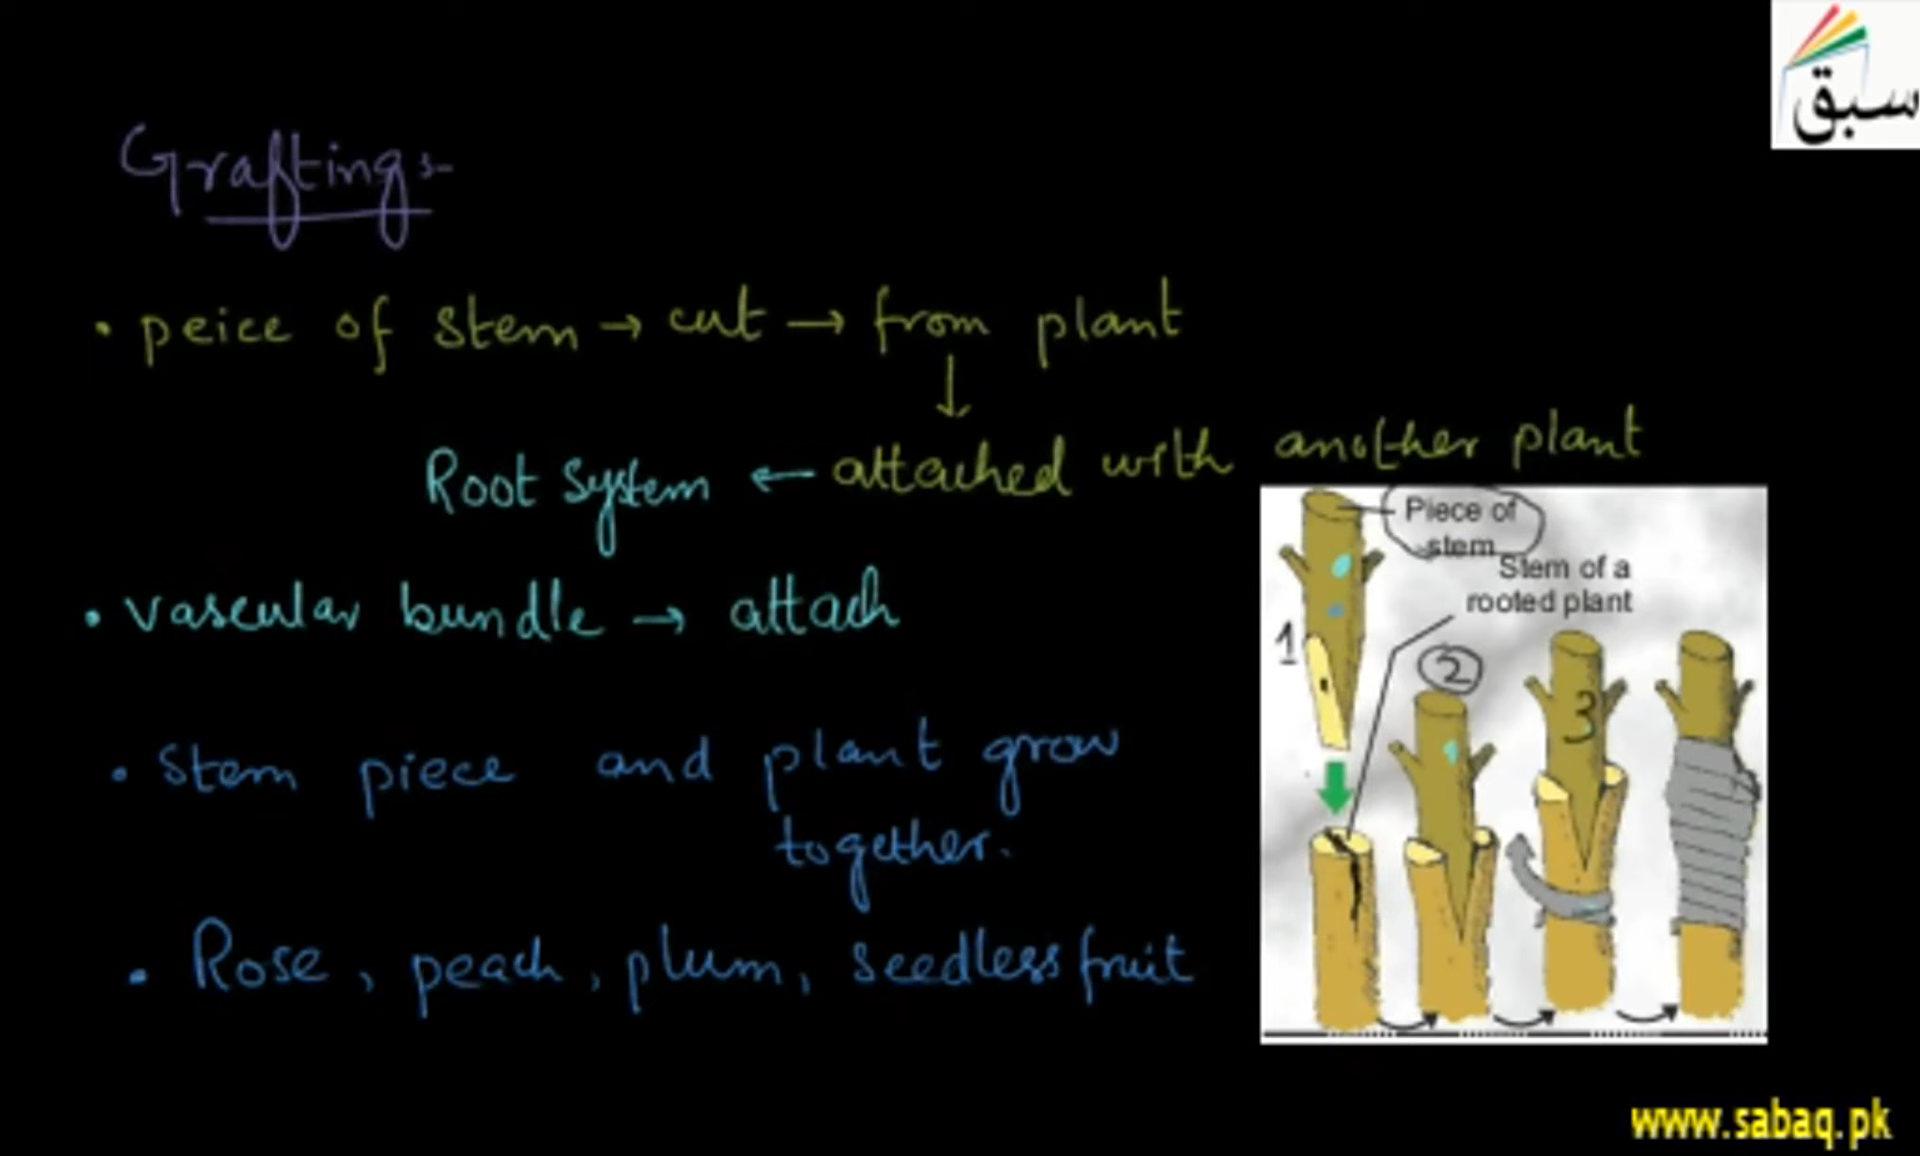 سبق
Grafting:-
• peice of stem → cut → from plant
↓
Root System ← attached with another plant
• vascular bundle → attach
• Stem piece and plant grow
together.
• Rose, peach, plum, seedless fruit
Piece of
stem
Stem of a
rooted plant
1
2
3
www.sabaq.pk